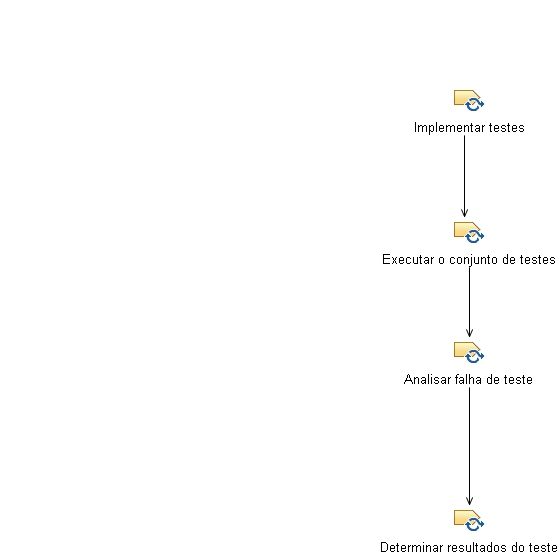 Implementar testes
Executar o conjunto de testes
Analisar falha de teste
Determinar resultados do teste